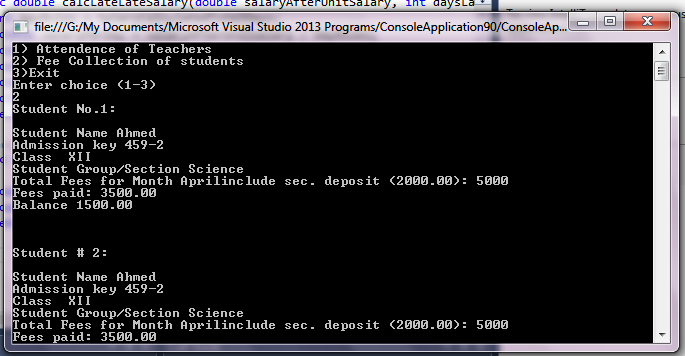 c double calcLateLateSalary(double salaryAfterUnitSalary, int daysLa
file:///G:/My Documents/Microsoft Visual Studio 2013 Programs/ConsoleApplication90/ConsoleAp...
1) Attendence of Teachers
2) Fee Collection of students
3)Exit
Enter choice (1-3)
2
Student No.1:
Student Name Ahmed
Admission key 459-2
Class  XII
Student Group/Section Science
Total Fees for Month Aprilinclude sec. deposit (2000.00): 5000
Fees paid: 3500.00
Balance 1500.00
Student # 2:
Student Name Ahmed
Admission key 459-2
Class  XII
Student Group/Section Science
Total Fees for Month Aprilinclude sec. deposit (2000.00): 5000
Fees paid: 3500.00